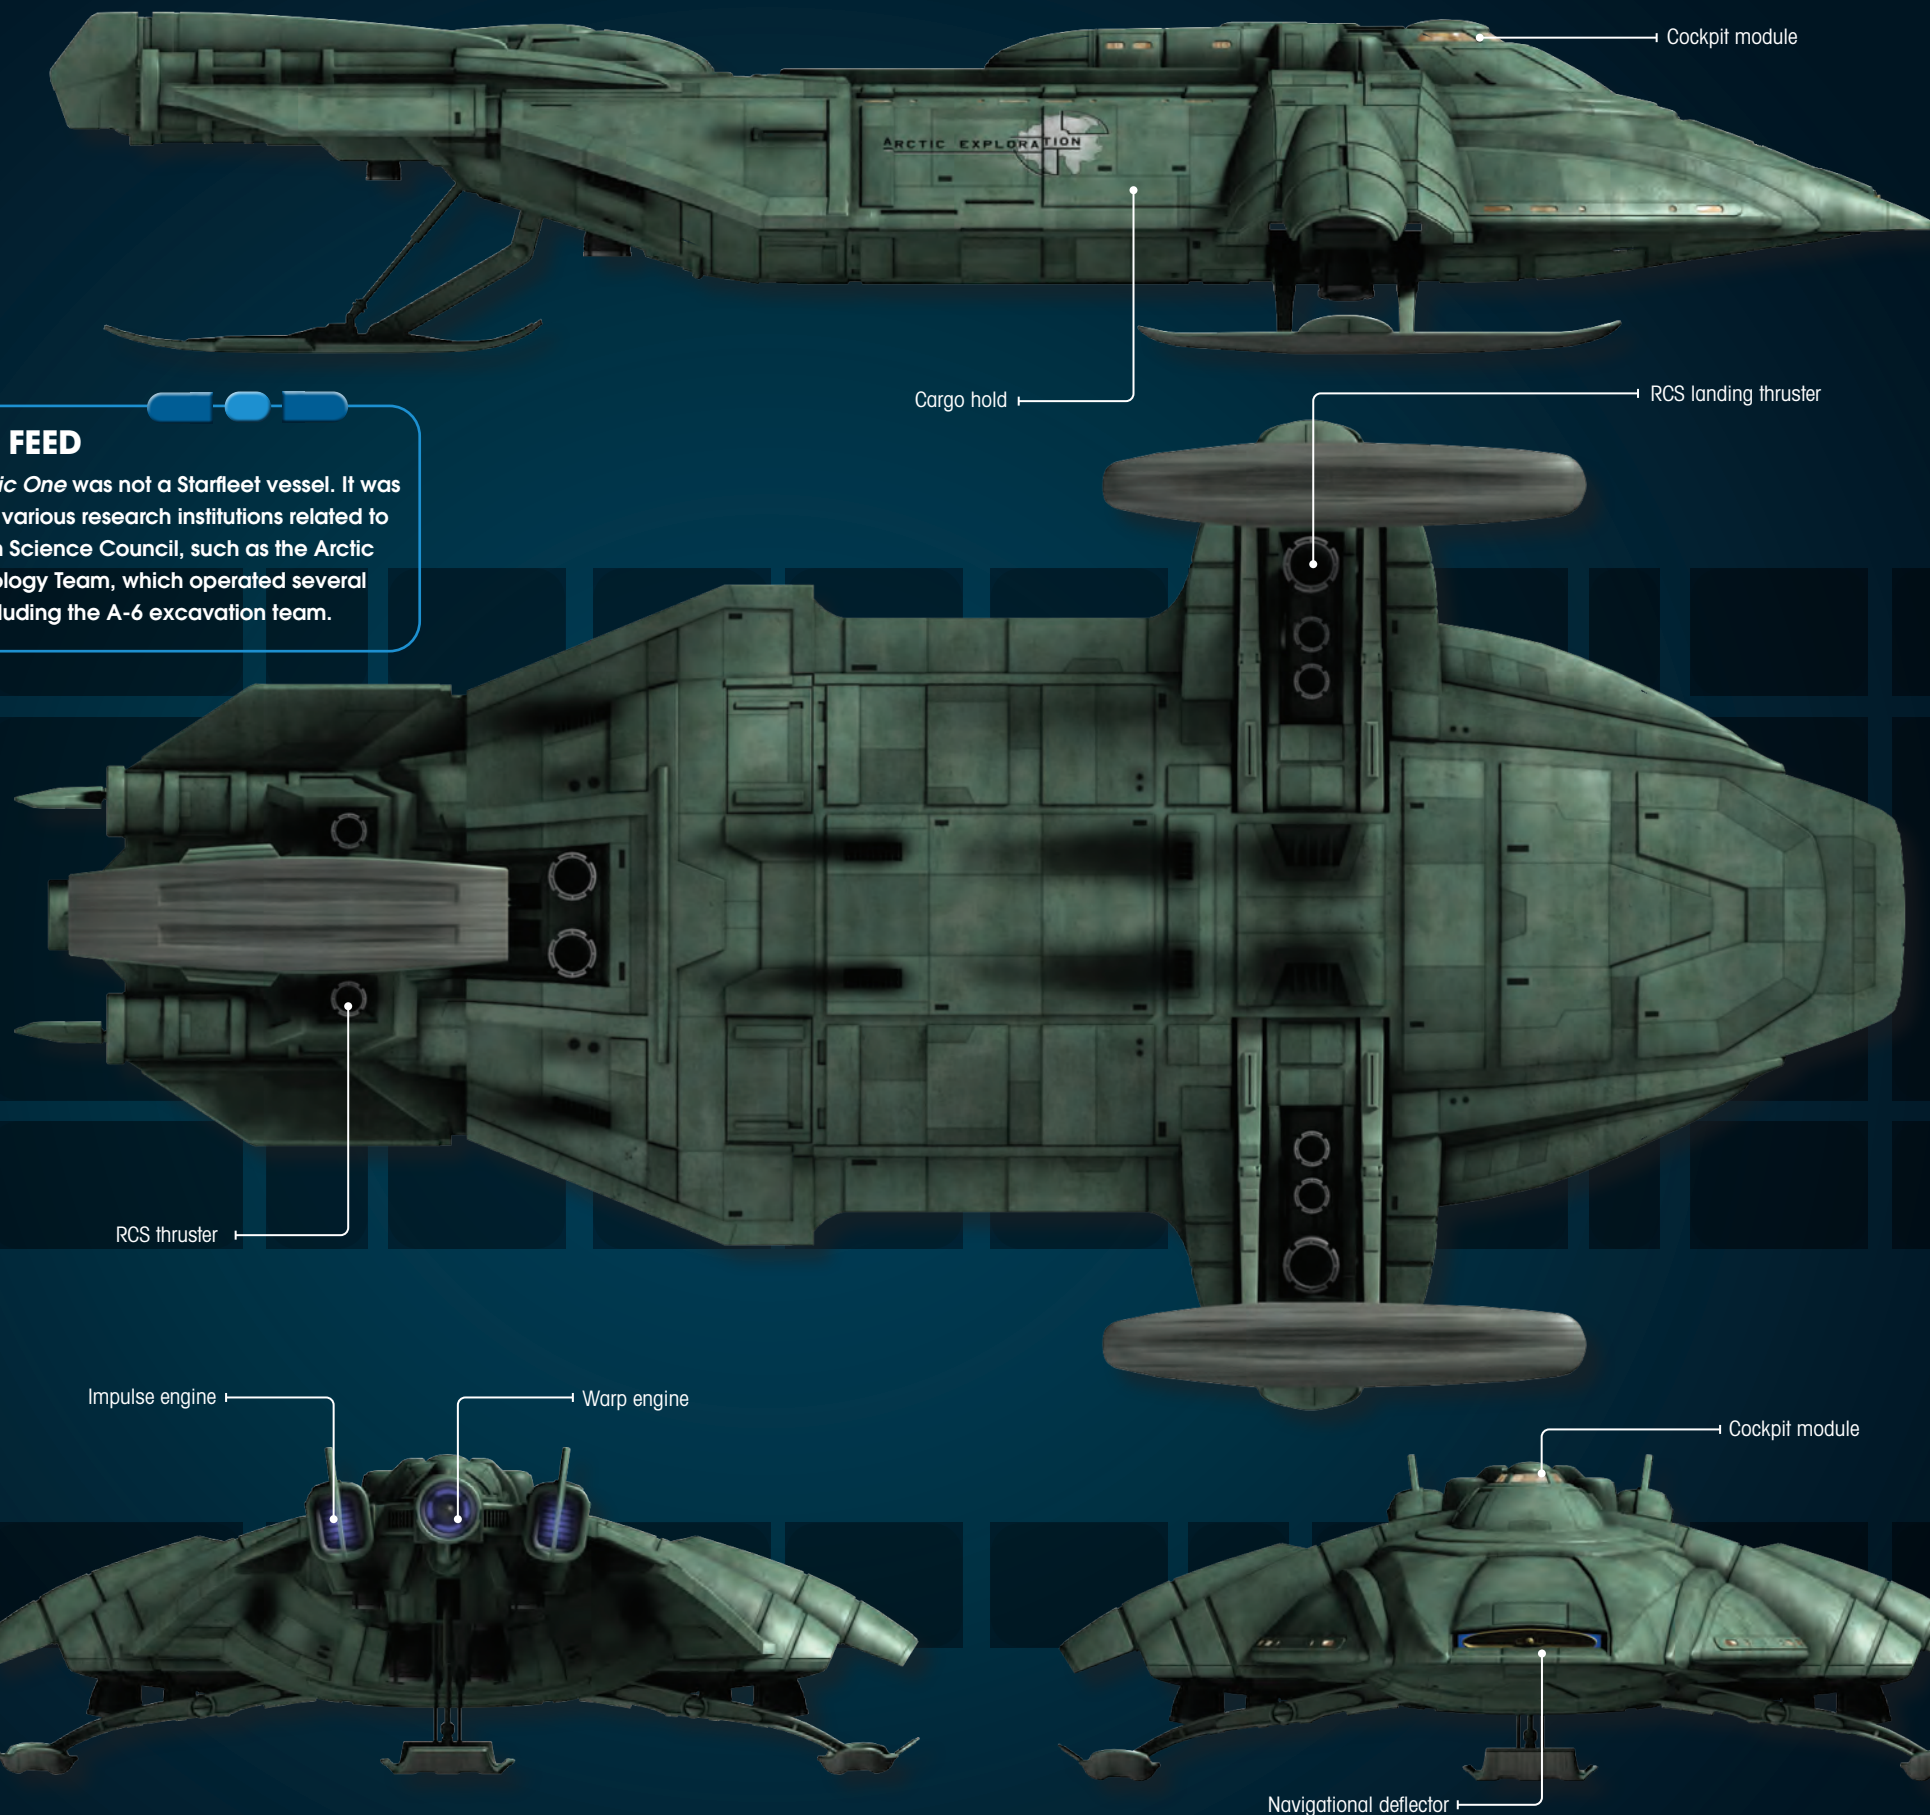 Cockpit module
ARCTIC EXPLORATION
Cargo hold
RCS landing thruster
FEED
ic One was not a Starfleet vessel. It was
various research institutions related to
Science Council, such as the Arctic
ology Team, which operated several
luding the A-6 excavation team.
RCS thruster
Impulse engine
Warp engine
Cockpit module
Navigational deflector